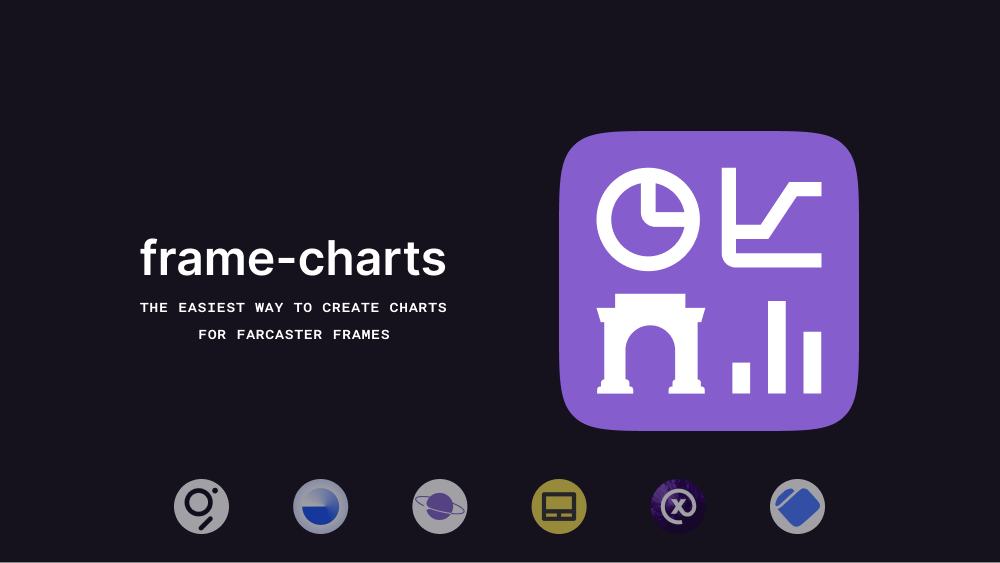 frame-charts
THE EASIEST WAY TO CREATE CHARTS
FOR FARCASTER FRAMES